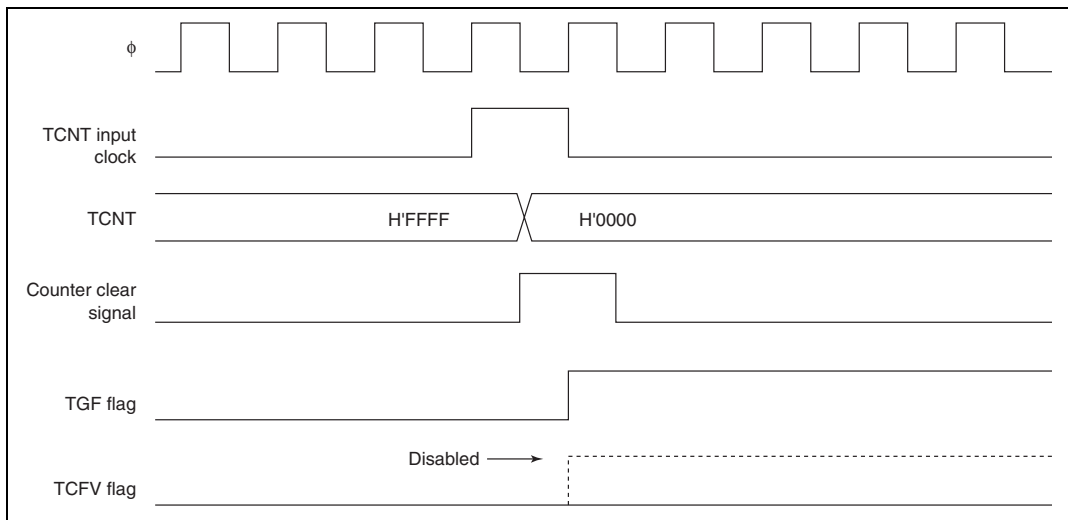 ϕ
TCNT input
clock
TCNT
H'FFFF
H'0000
Counter clear
signal
TGF flag
Disabled
TCFV flag